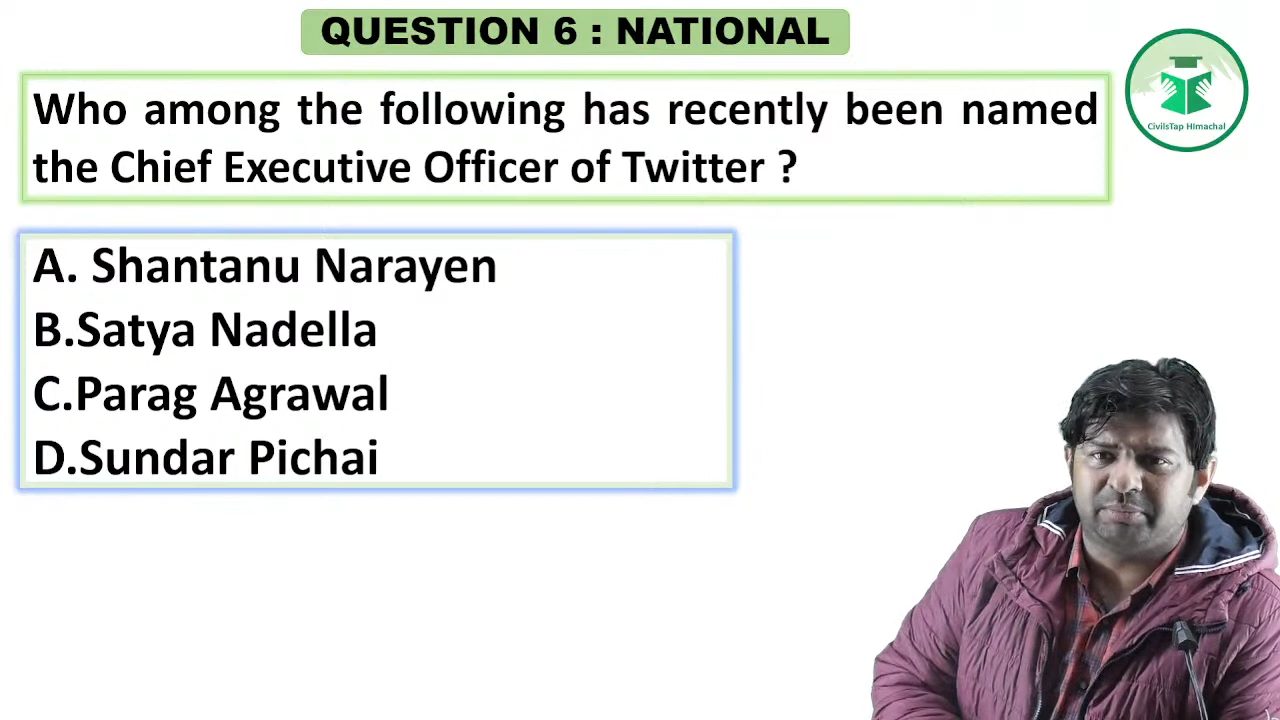 QUESTION 6 : NATIONAL
Who among the following has recently been named
the Chief Executive Officer of Twitter ?
CivilsTap HImachal
A. Shantanu Narayen
B.Satya Nadella
C.Parag Agrawal
D.Sundar Pichai